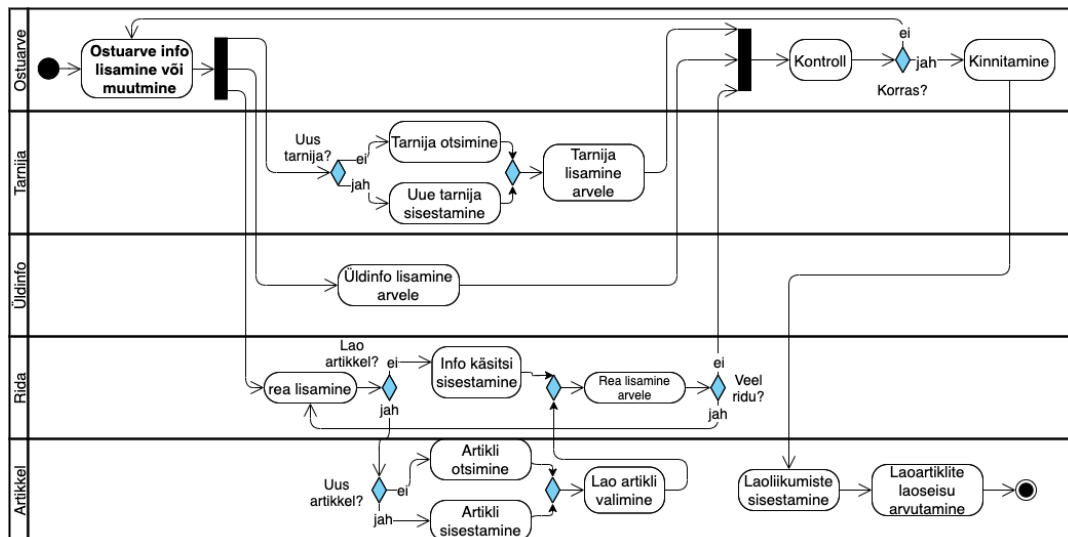 Ostuarve
Ostuarve info
lisamine või
muutmine
Kontroll
ei
jah
Korras?
Kinnitamine
Tarnija
Uus
tarnija?
ei
jah
Tarnija otsimine
Uue tarnija
sisestamine
Tarnija
lisamine
arvele
Üldinfo
Üldinfo lisamine
arvele
Rida
rea lisamine
Lao
artikkel?
ei
jah
Info käsitsi
sisestamine
Rea lisamine
arvele
ei
Veel
ridu?
jah
Artikkel
Uus
artikkel?
ei
jah
Artikli
otsimine
Artikli
sisestamine
Lao artikli
valimine
Laoliikumiste
sisestamine
Laoartiklite
laoseisu
arvutamine